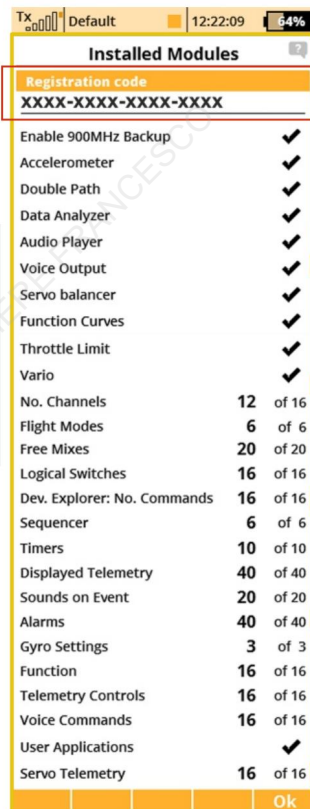 Tx Default 12:22:09 64%
Installed Modules ?
Registration code
XXXX-XXXX-XXXX-XXXX
Enable 900MHz Backup ✔
Accelerometer ✔
Double Path ✔
Data Analyzer ✔
Audio Player ✔
Voice Output ✔
Servo balancer ✔
Function Curves ✔
Throttle Limit ✔
Vario ✔
No. Channels 12 of 16
Flight Modes 6 of 6
Free Mixes 20 of 20
Logical Switches 16 of 16
Dev. Explorer: No. Commands 16 of 16
Sequencer 6 of 6
Timers 10 of 10
Displayed Telemetry 40 of 40
Sounds on Event 20 of 20
Alarms 40 of 40
Gyro Settings 3 of 3
Function 16 of 16
Telemetry Controls 16 of 16
Voice Commands 16 of 16
User Applications ✔
Servo Telemetry 16 of 16
Ok